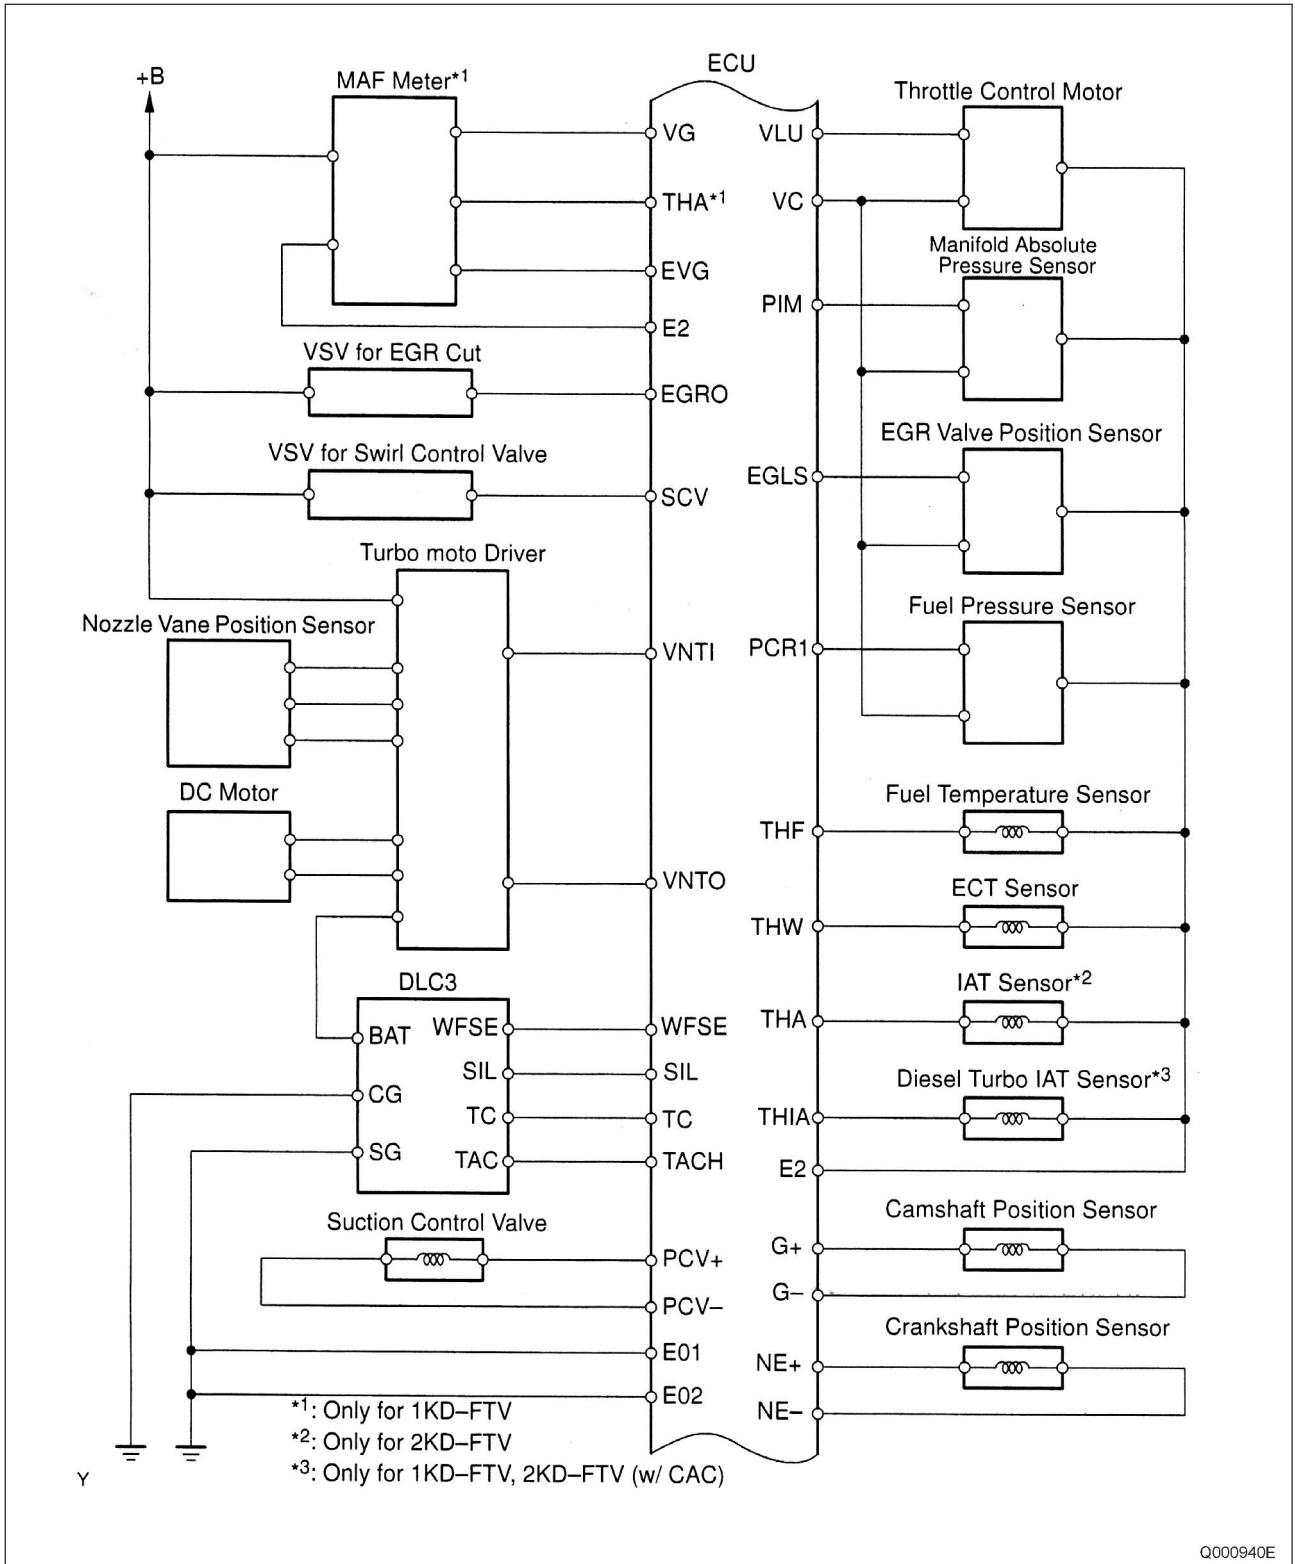 ECU
+B
MAF Meter*1
VG
THA*1
EVG
E2
VSV for EGR Cut
EGRO
VSV for Swirl Control Valve
SCV
Turbo moto Driver
Nozzle Vane Position Sensor
VNTI
DC Motor
VNTO
DLC3
BAT
WFSE
WFSE
SIL
SIL
CG
TC
TC
SG
TAC
TACH
Suction Control Valve
PCV+
PCV–
E01
E02
Throttle Control Motor
VLU
VC
Manifold Absolute
Pressure Sensor
PIM
EGR Valve Position Sensor
EGLS
Fuel Pressure Sensor
PCR1
Fuel Temperature Sensor
THF
ECT Sensor
THW
IAT Sensor*2
THA
Diesel Turbo IAT Sensor*3
THIA
E2
Camshaft Position Sensor
G+
G–
Crankshaft Position Sensor
NE+
NE–
*1: Only for 1KD–FTV
*2: Only for 2KD–FTV
*3: Only for 1KD–FTV, 2KD–FTV (w/ CAC)
Y
Q000940E